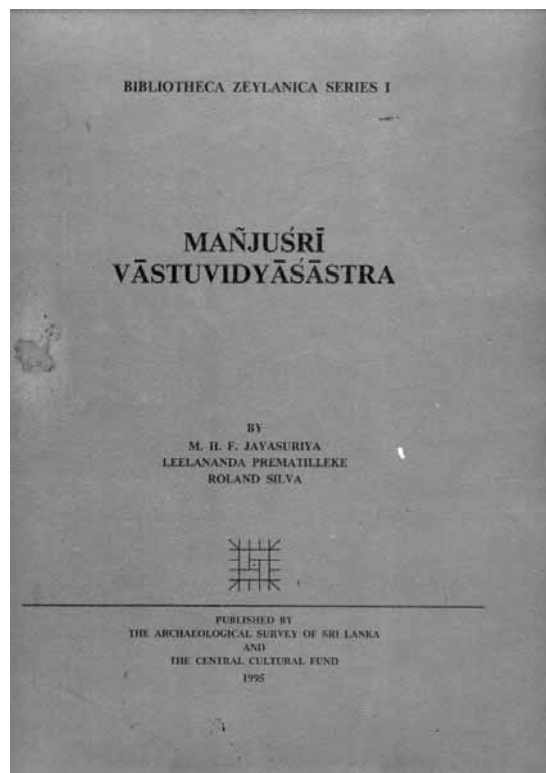 BIBLIOTHECA ZEYLANICA SERIES I
MAÑJUŚRĪ
VĀSTUVIDYĀŚĀSTRA
BY
M. H. F. JAYASURIYA
LEELANANDA PREMATILLEKE
ROLAND SILVA
PUBLISHED BY
THE ARCHAEOLOGICAL SURVEY OF SRI LANKA
AND
THE CENTRAL CULTURAL FUND
1995